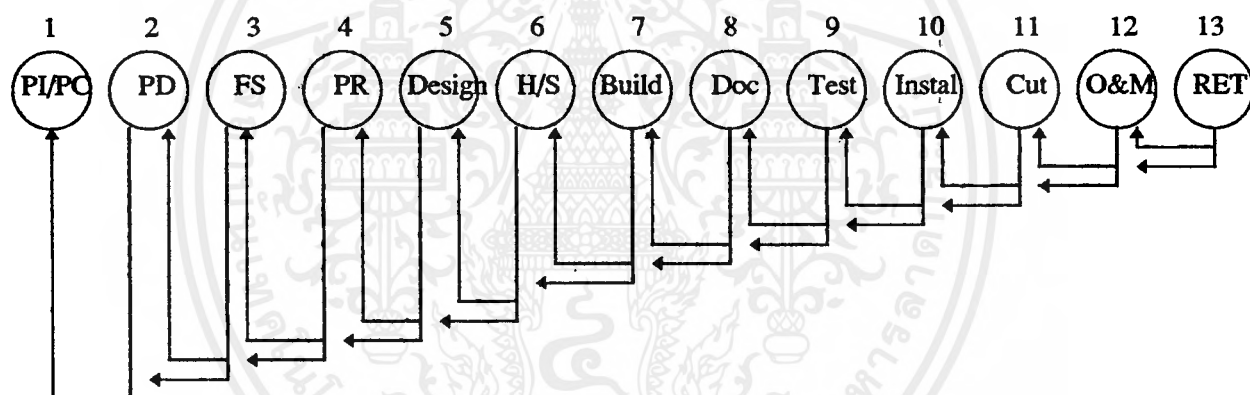 1 2 3 4 5 6 7 8 9 10 11 12 13
PI/PC PD FS PR Design H/S Build Doc Test Instal Cut O&M RET